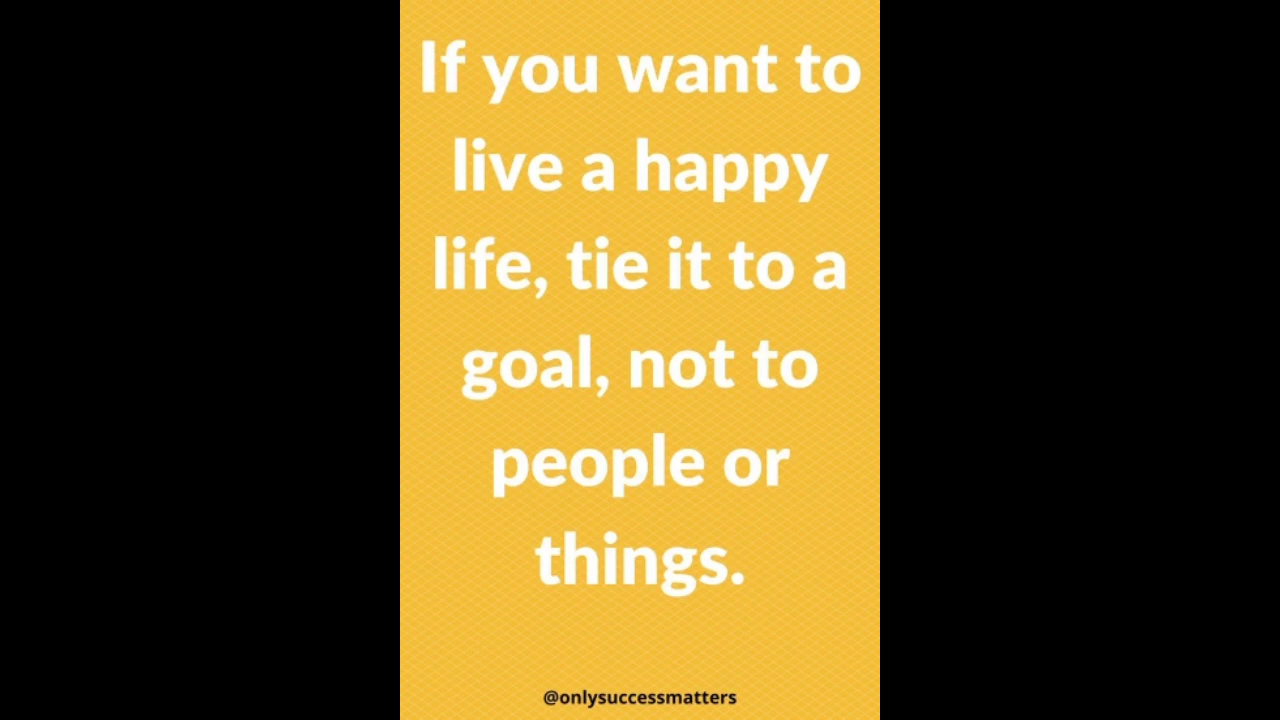 If you want to
live a happy
life, tie it to a
goal, not to
people or
things.
@onlysuccessmatters